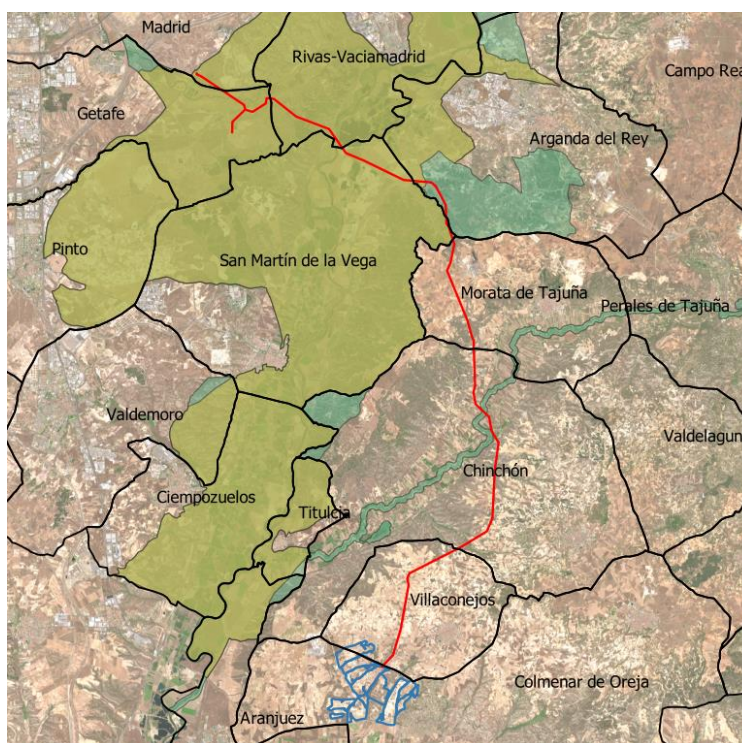 Madrid
Rivas-Vaciamadrid
Campo Rea
Getafe
Arganda del Rey
Pinto
San Martín de la Vega
Morata de Tajuña
Perales de Tajuña
Valdemoro
Valdelagun
Chinchón
Ciempozuelos
Titulcia
Villaconejos
Colmenar de Oreja
Aranjuez